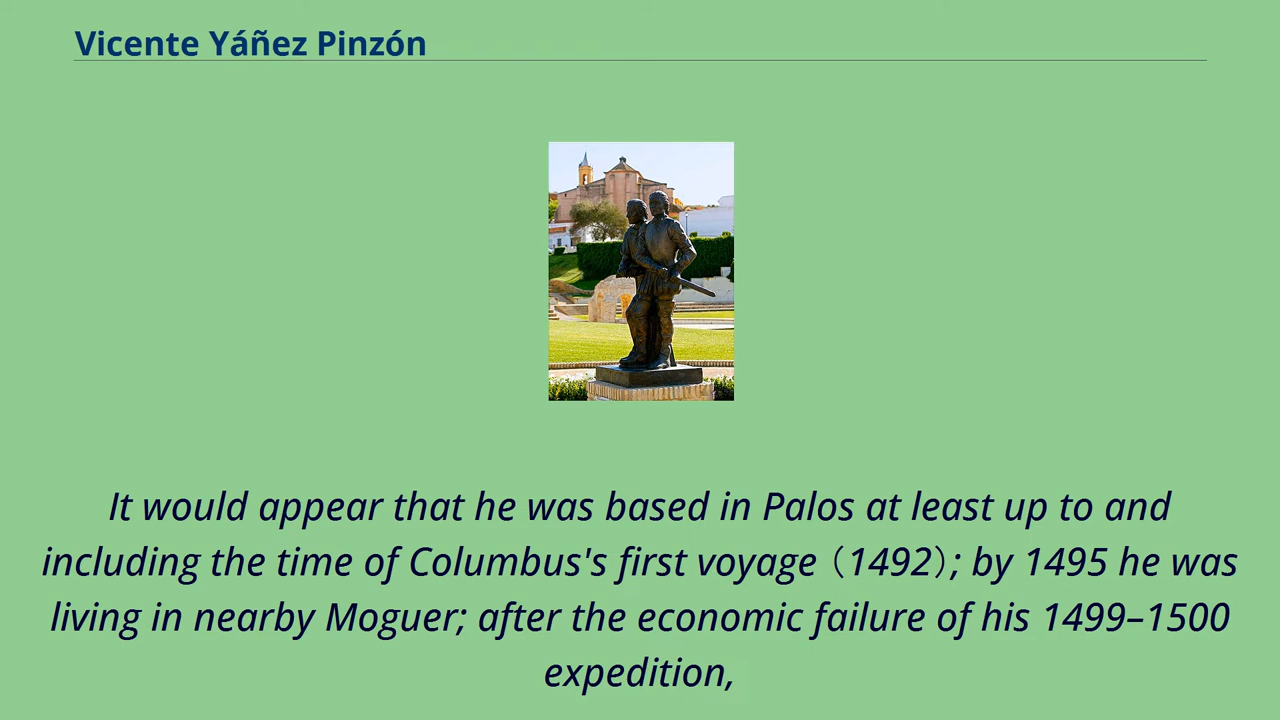 Vicente Yáñez Pinzón
It would appear that he was based in Palos at least up to and
including the time of Columbus's first voyage（1492）; by 1495 he was
living in nearby Moguer; after the economic failure of his 1499–1500
expedition,